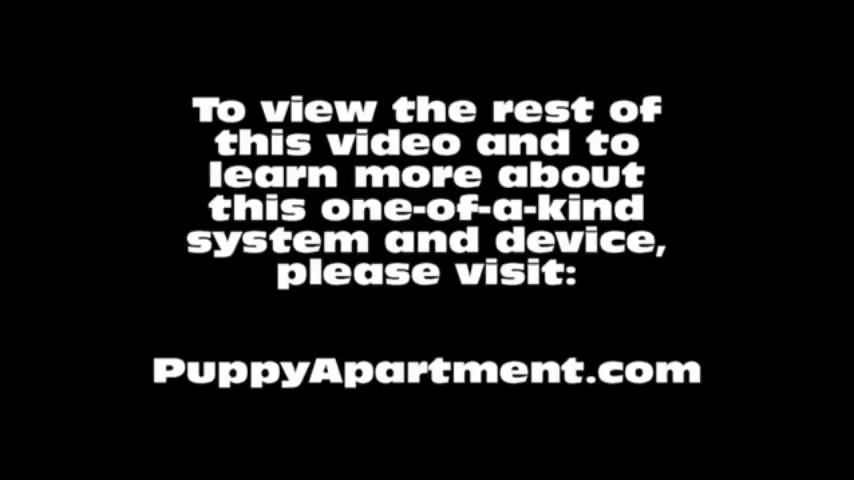 To view the rest of
this video and to
learn more about
this one-of-a-kind
system and device,
please visit:
PuppyApartment.com